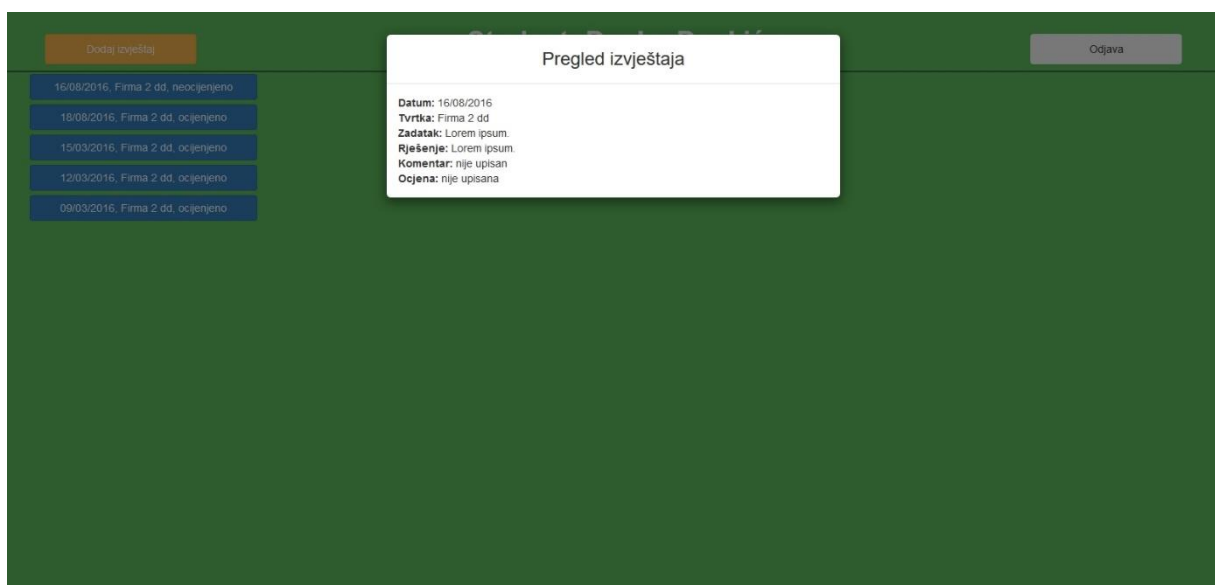 Dodaj izvještaj
Pregled izvještaja
Odjava
16/08/2016, Firma 2 dd, neocijenjeno
18/08/2016, Firma 2 dd, ocijenjeno
15/03/2016, Firma 2 dd, ocijenjeno
12/03/2016, Firma 2 dd, ocijenjeno
09/03/2016, Firma 2 dd, ocijenjeno
Datum: 16/08/2016
Tvrtka: Firma 2 dd
Zadatak: Lorem ipsum.
Rješenje: Lorem ipsum.
Komentar: nije upisan
Ocjena: nije upisana